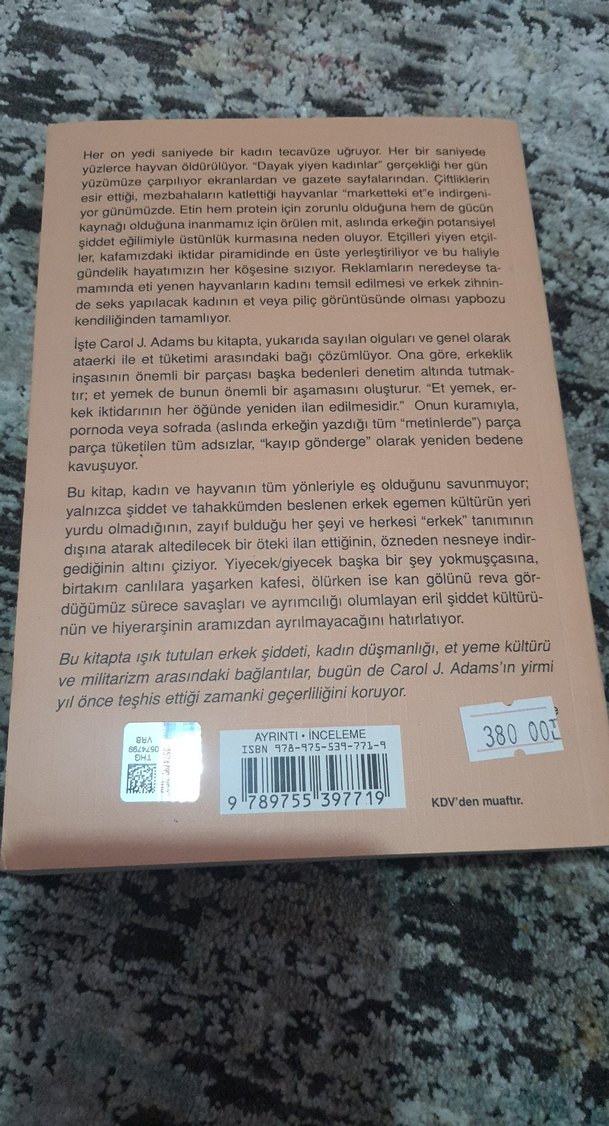 Her on yedi saniyede bir kadın tecavüze uğruyor. Her bir saniyede
yüzlerce hayvan öldürülüyor. “Dayak yiyen kadınlar” gerçekliği her gün
yüzümüze çarpılıyor ekranlardan ve gazete sayfalarından. Çiftliklerin
esir ettiği, mezbahaların katlettiği hayvanlar “marketteki et”e indirgeni-
yor günümüzde. Etin hem protein için zorunlu olduğuna hem de gücün
kaynağı olduğuna inanmamız için örülen mit, aslında erkeğin potansiyel
şiddet eğilimiyle üstünlük kurmasına neden oluyor. Etçilleri yiyen etçil-
ler, kafamızdaki iktidar piramidinde en üste yerleştiriliyor ve bu haliyle
gündelik hayatımızın her köşesine sızıyor. Reklamların neredeyse ta-
mamında eti yenen hayvanların kadını temsil edilmesi ve erkek zihnin-
de seks yapılacak kadının et veya piliç görüntüsünde olması yapbozu
kendiliğinden tamamlıyor.
İşte Carol J. Adams bu kitapta, yukarıda sayılan olguları ve genel olarak
ataerki ile et tüketimi arasındaki bağı çözümlüyor. Ona göre, erkeklik
inşasının önemli bir parçası başka bedenleri denetim altında tutmak-
tır; et yemek de bunun önemli bir aşamasını oluşturur. “Et yemek, er-
kek iktidarının her öğünde yeniden ilan edilmesidir.” Onun kuramıyla,
pornoda veya sofrada (aslında erkeğin yazdığı tüm “metinlerde”) parça
parça tüketilen tüm adsızlar, “kayıp gönderge” olarak yeniden bedene
kavuşuyor.
Bu kitap, kadın ve hayvanın tüm yönleriyle eş olduğunu savunmuyor;
yalnızca şiddet ve tahakkümden beslenen erkek egemen kültürün yeri
yurdu olmadığının, zayıf bulduğu her şeyi ve herkesi “erkek” tanımının
dışına atarak altedilecek bir öteki ilan ettiğinin, özneden nesneye indir-
gediğinin altını çiziyor. Yiyecek/giyecek başka bir şey yokmuşçasına,
birtakım canlılara yaşarken kafesi, ölürken ise kan gölünü reva gör-
düğümüz sürece savaşları ve ayrımcılığı olumlayan eril şiddet kültürü-
nün ve hiyerarşinin aramızdan ayrılmayacağını hatırlatıyor.
Bu kitapta ışık tutulan erkek şiddeti, kadın düşmanlığı, et yeme kültürü
ve militarizm arasındaki bağlantılar, bugün de Carol J. Adams’ın yirmi
yıl önce teşhis ettiği zamanki geçerliliğini koruyor.
AYRINTI • İNCELEME
ISBN 978-975-539-771-9
9 789755 397719
THG
0574799
VRB
380 00TL
KDV’den muaftır.